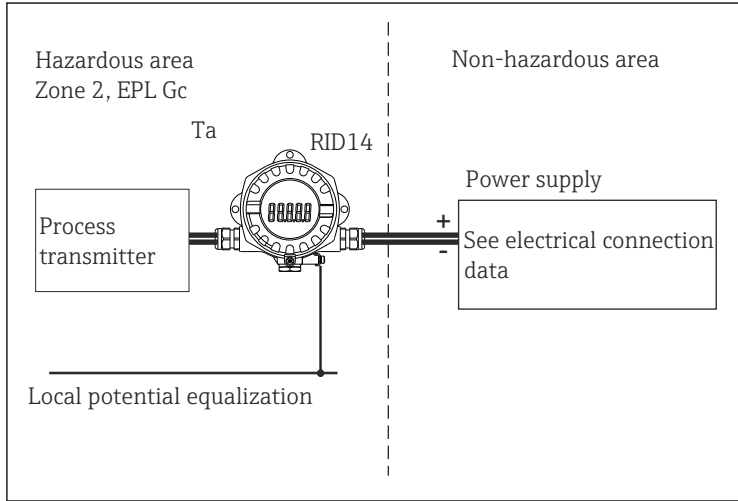 Hazardous area
Zone 2, EPL Gc
Non-hazardous area
Ta
RID14
Power supply
Process
transmitter
+
-
See electrical connection
data
Local potential equalization